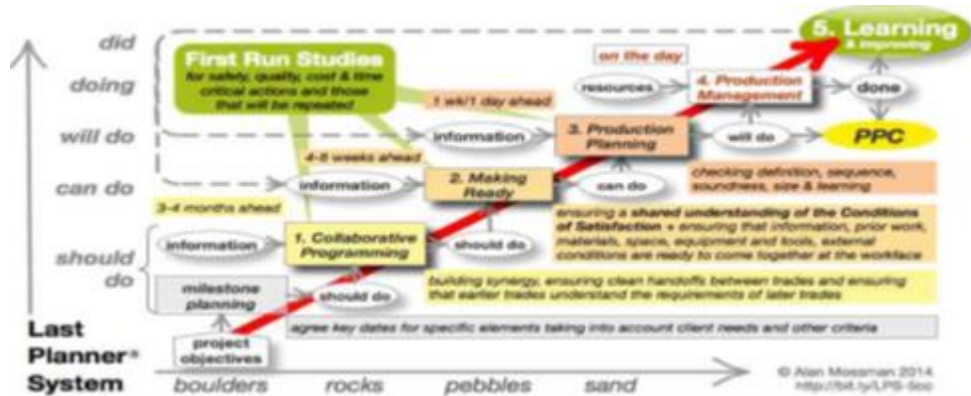 did
doing
will do
can do
should
do
First Run Studies
for safety, quality, cost & time
critical actions and those
that will be repeated
5. Learning
& improving
on the day
resources
4. Production
Management
done
1 wk/1 day ahead
information
3. Production
Planning
will do
PPC
4-8 weeks ahead
information
2. Making
Ready
can do
checking definition, sequence,
soundness, size & learning
3-4 months ahead
information
1. Collaborative
Programming
should do
ensuring a shared understanding of the Conditions
of Satisfaction + ensuring that information, prior work,
materials, space, equipment and tools, external
conditions are ready to come together at the workface
milestone
planning
should do
building synergy, ensuring clean handoffs between trades and ensuring
that earlier trades understand the requirements of later trades
project
objectives
agree key dates for specific elements taking into account client needs and other criteria
Last
Planner®
System
boulders
rocks
pebbles
sand
© Alan Mossman 2014
http://bit.ly/LPS-5cc